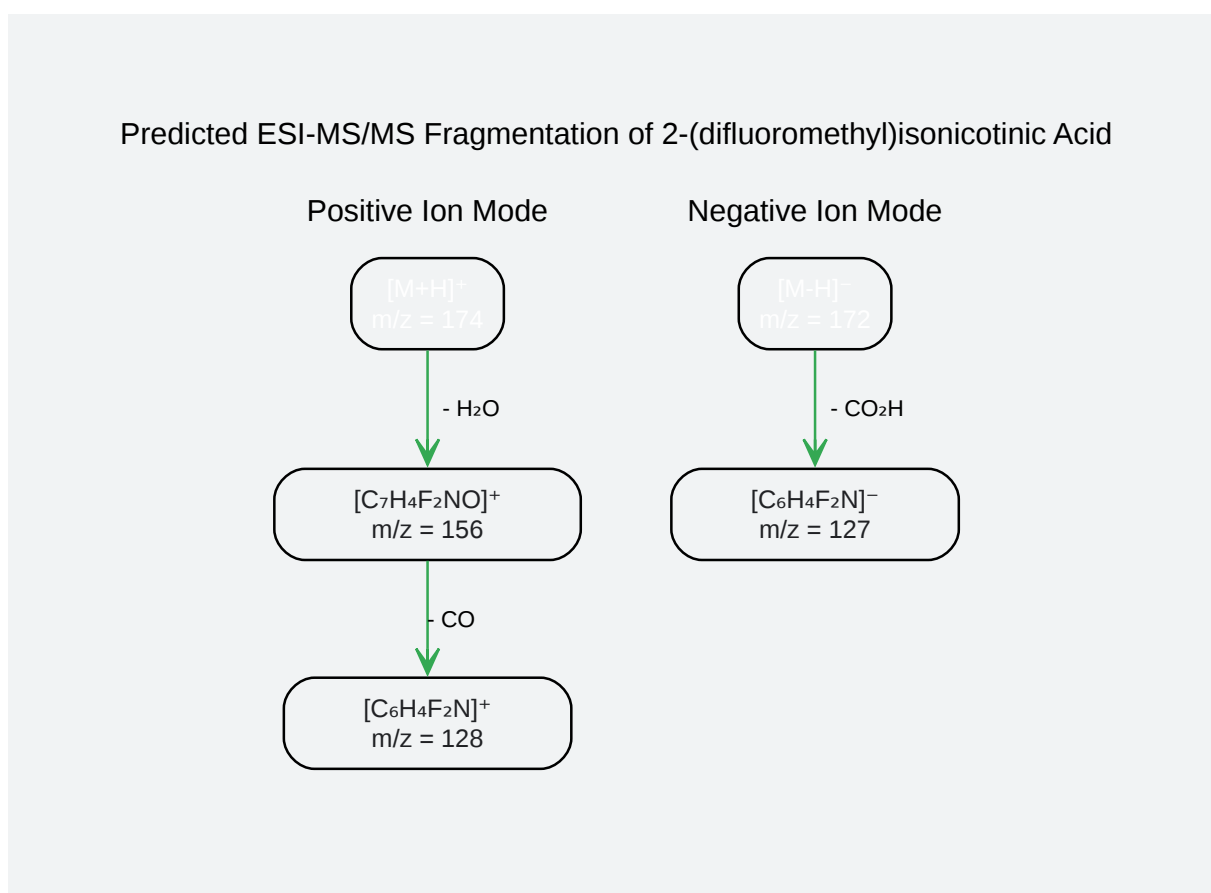 Predicted ESI-MS/MS Fragmentation of 2-(difluoromethyl)isonicotinic Acid
Positive Ion Mode
Negative Ion Mode
[M+H]⁺
m/z = 174
[M-H]⁻
m/z = 172
- H₂O
- CO₂H
[C₇H₄F₂NO]⁺
m/z = 156
[C₆H₄F₂N]⁻
m/z = 127
- CO
[C₆H₄F₂N]⁺
m/z = 128